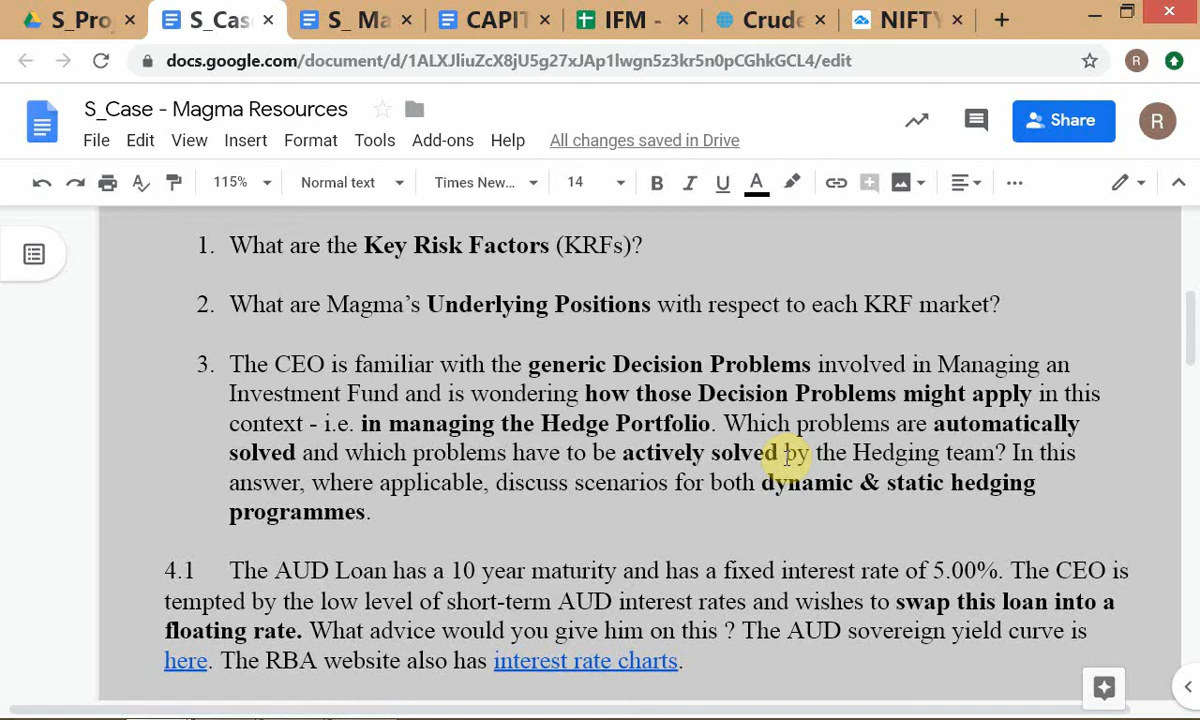 S_Pro
S_Cas
S_ Ma
CAPIT
IFM -
Crude
NIFTY
docs.google.com/document/d/1ALXJliuZcX8jU5g27xJAp1lwgn5z3kr5n0pCGhkGCL4/edit
R
S_Case - Magma Resources
File Edit View Insert Format Tools Add-ons Help All changes saved in Drive
Share
R
115% Normal text Times New... 14 B I U A
1. What are the Key Risk Factors (KRFs)?
2. What are Magma’s Underlying Positions with respect to each KRF market?
3. The CEO is familiar with the generic Decision Problems involved in Managing an
Investment Fund and is wondering how those Decision Problems might apply in this
context - i.e. in managing the Hedge Portfolio. Which problems are automatically
solved and which problems have to be actively solved by the Hedging team? In this
answer, where applicable, discuss scenarios for both dynamic & static hedging
programmes.
4.1 The AUD Loan has a 10 year maturity and has a fixed interest rate of 5.00%. The CEO is
tempted by the low level of short-term AUD interest rates and wishes to swap this loan into a
floating rate. What advice would you give him on this ? The AUD sovereign yield curve is
here. The RBA website also has interest rate charts.